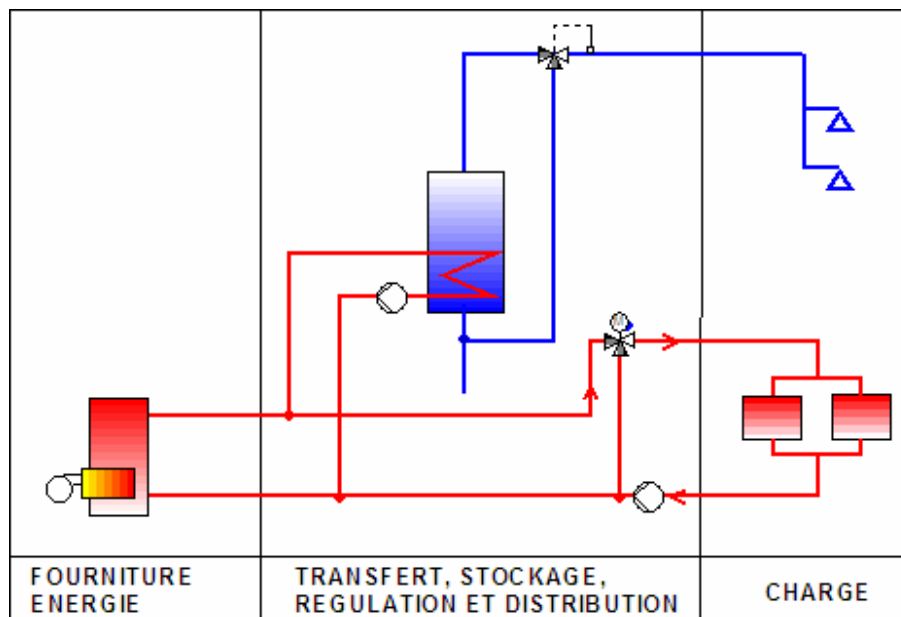 FOURNITURE
ENERGIE
TRANSFERT, STOCKAGE,
REGULATION ET DISTRIBUTION
CHARGE